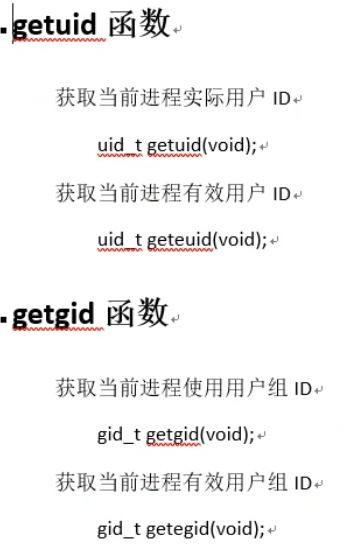 getuid 函数
获取当前进程实际用户 ID
uid_t getuid(void);
获取当前进程有效用户 ID
uid_t geteuid(void);
getgid 函数
获取当前进程使用用户组 ID
gid_t getgid(void);
获取当前进程有效用户组 ID
gid_t getegid(void);